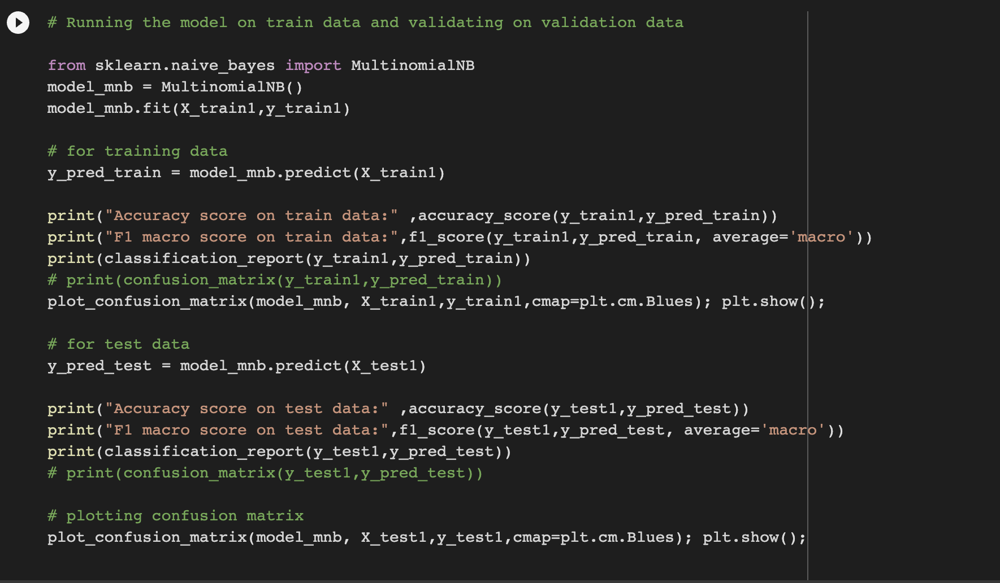 # Running the model on train data and validating on validation data
from sklearn.naive_bayes import MultinomialNB
model_mnb = MultinomialNB()
model_mnb.fit(X_train1,y_train1)
# for training data
y_pred_train = model_mnb.predict(X_train1)
print("Accuracy score on train data:" ,accuracy_score(y_train1,y_pred_train))
print("F1 macro score on train data:",f1_score(y_train1,y_pred_train, average='macro'))
print(classification_report(y_train1,y_pred_train))
# print(confusion_matrix(y_train1,y_pred_train))
plot_confusion_matrix(model_mnb, X_train1,y_train1,cmap=plt.cm.Blues); plt.show();
# for test data
y_pred_test = model_mnb.predict(X_test1)
print("Accuracy score on test data:" ,accuracy_score(y_test1,y_pred_test))
print("F1 macro score on test data:",f1_score(y_test1,y_pred_test, average='macro'))
print(classification_report(y_test1,y_pred_test))
# print(confusion_matrix(y_test1,y_pred_test))
# plotting confusion matrix
plot_confusion_matrix(model_mnb, X_test1,y_test1,cmap=plt.cm.Blues); plt.show();